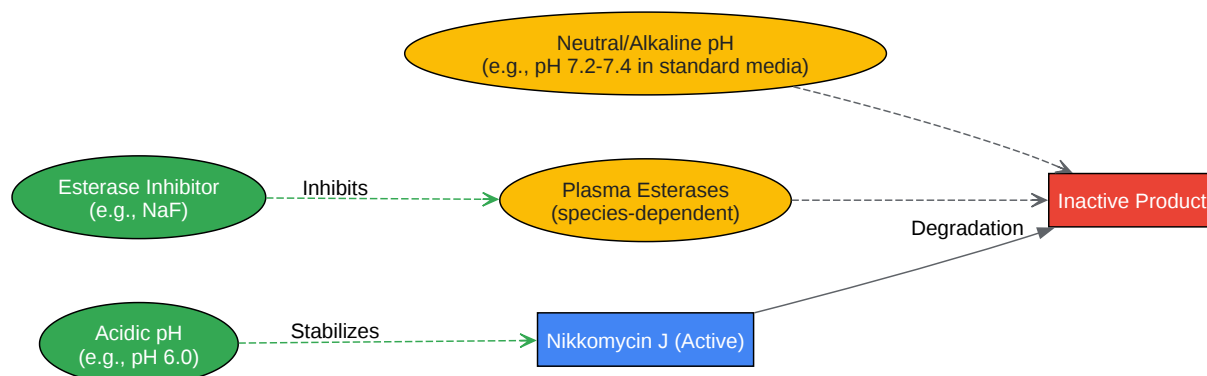 Neutral/Alkaline pH
(e.g., pH 7.2-7.4 in standard media)
Esterase Inhibitor
(e.g., NaF)
Inhibits
Plasma Esterases
(species-dependent)
Inactive Product
Degradation
Acidic pH
(e.g., pH 6.0)
Stabilizes
Nikkomycin J (Active)